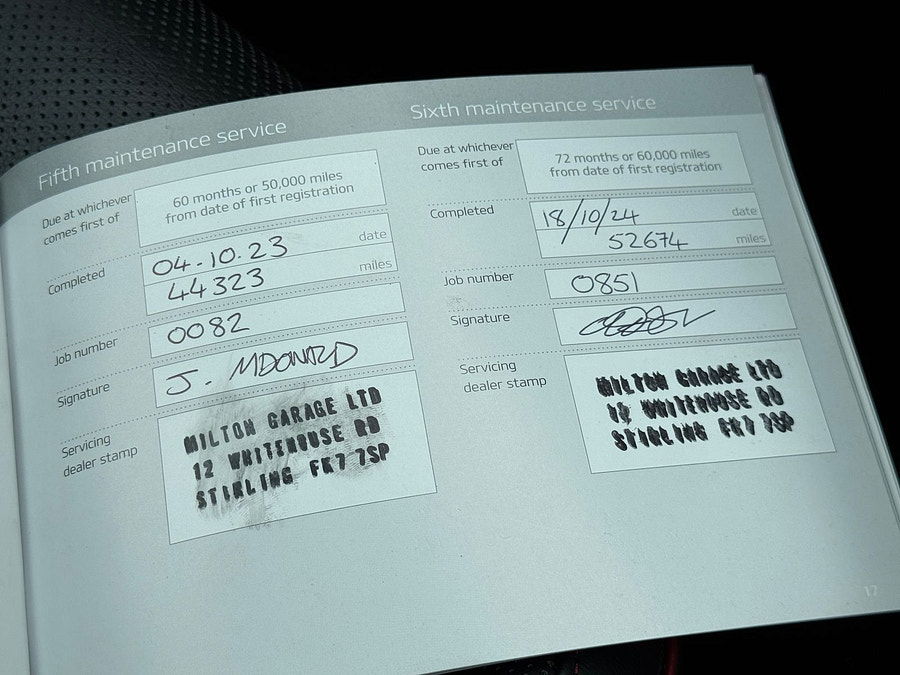 Fifth maintenance service
Due at whichever
comes first of
60 months or 50,000 miles
from date of first registration
Completed
04.10.23
date
44323
miles
Job number
0082
Signature
J. MDONALD
Servicing
dealer stamp
MILTON GARAGE LTD
12 WHITEHOUSE RD
STIRLING FK7 7SP
Sixth maintenance service
Due at whichever
comes first of
72 months or 60,000 miles
from date of first registration
Completed
18/10/24
date
52674
miles
Job number
0851
Signature
Servicing
dealer stamp
MILTON GARAGE LTD
12 WHITEHOUSE RD
STIRLING FK7 7SP
17